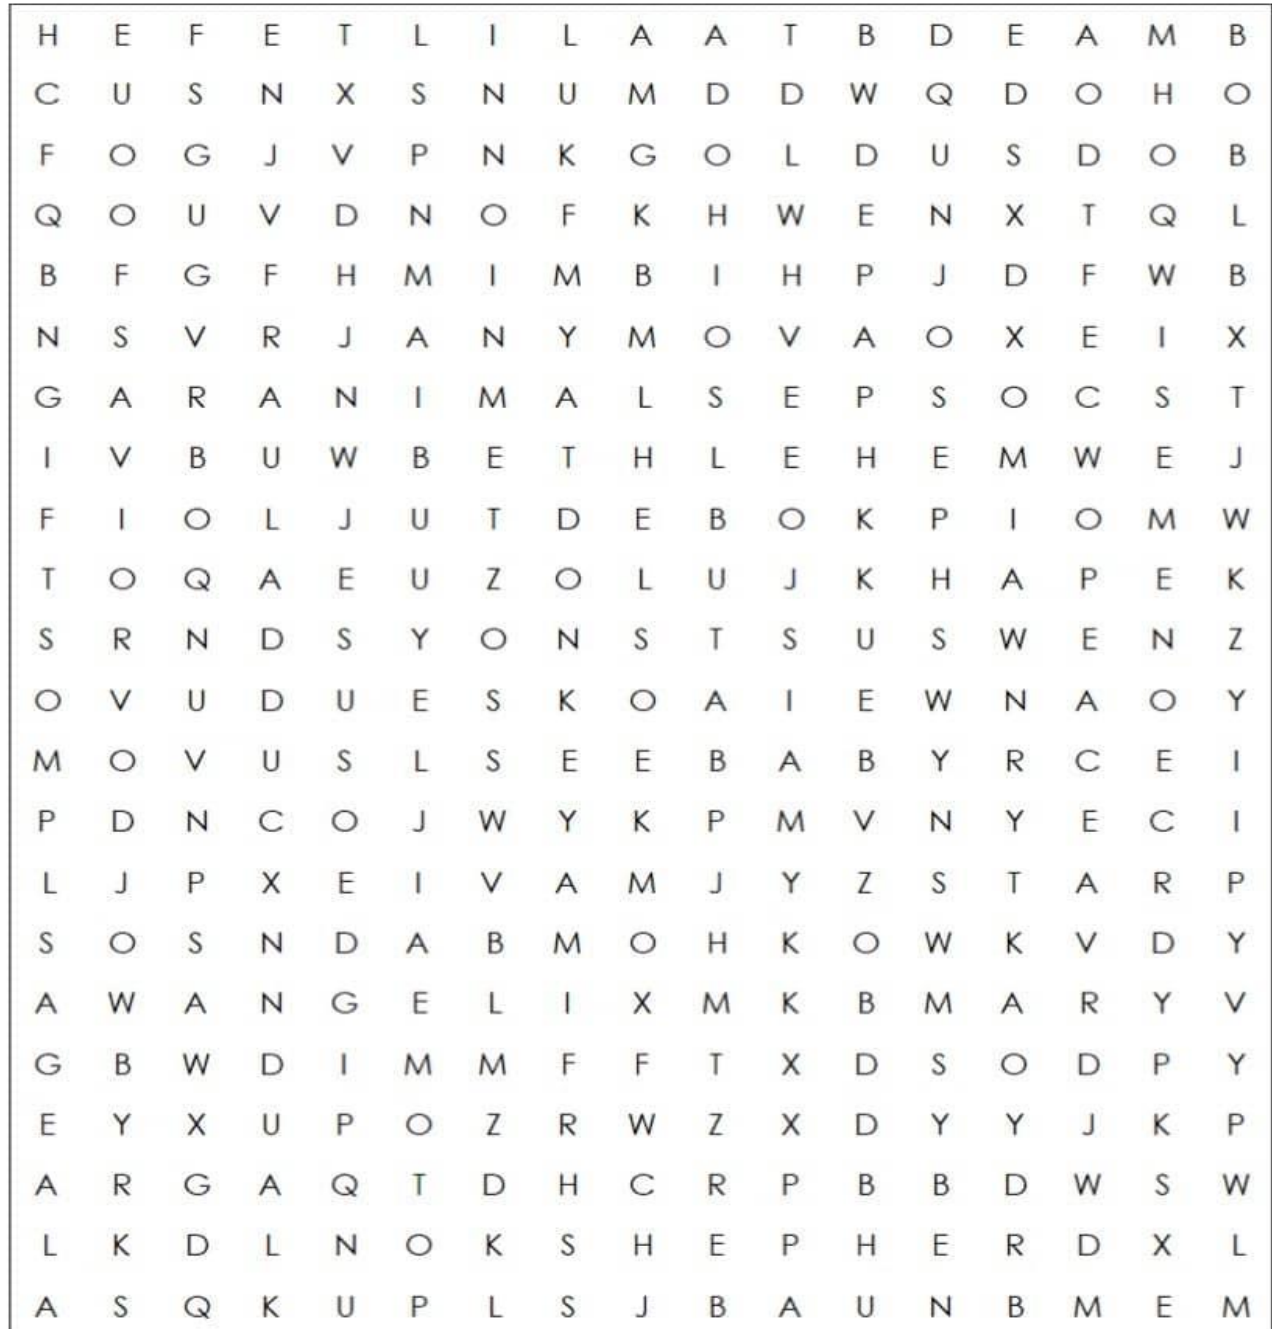 H E F E T L I L A A T B D E A M B
C U S N X S N U M D D W Q D O H O
F O G J V P N K G O L D U S D O B
Q O U V D N O F K H W E N X T Q L
B F G F H M I M B I H P J D F W B
N S V R J A N Y M O V A O X E I X
G A R A N I M A L S E P S O C S T
I V B U W B E T H L E H E M W E J
F I O L J U T D E B O K P I O M W
T O Q A E U Z O L U J K H A P E K
S R N D S Y O N S T S U S W E N Z
O V U D U E S K O A I E W N A O Y
M O V U S L S E E B A B Y R C E I
P D N C O J W Y K P M V N Y E C I
L J P X E I V A M J Y Z S T A R P
S O S N D A B M O H K O W K V D Y
A W A N G E L I X M K B M A R Y V
G B W D I M M F F T X D S O D P Y
E Y X U P O Z R W Z X D Y Y J K P
A R G A Q T D H C R P B B D W S W
L K D L N O K S H E P H E R D X L
A S Q K U P L S J B A U N B M E M